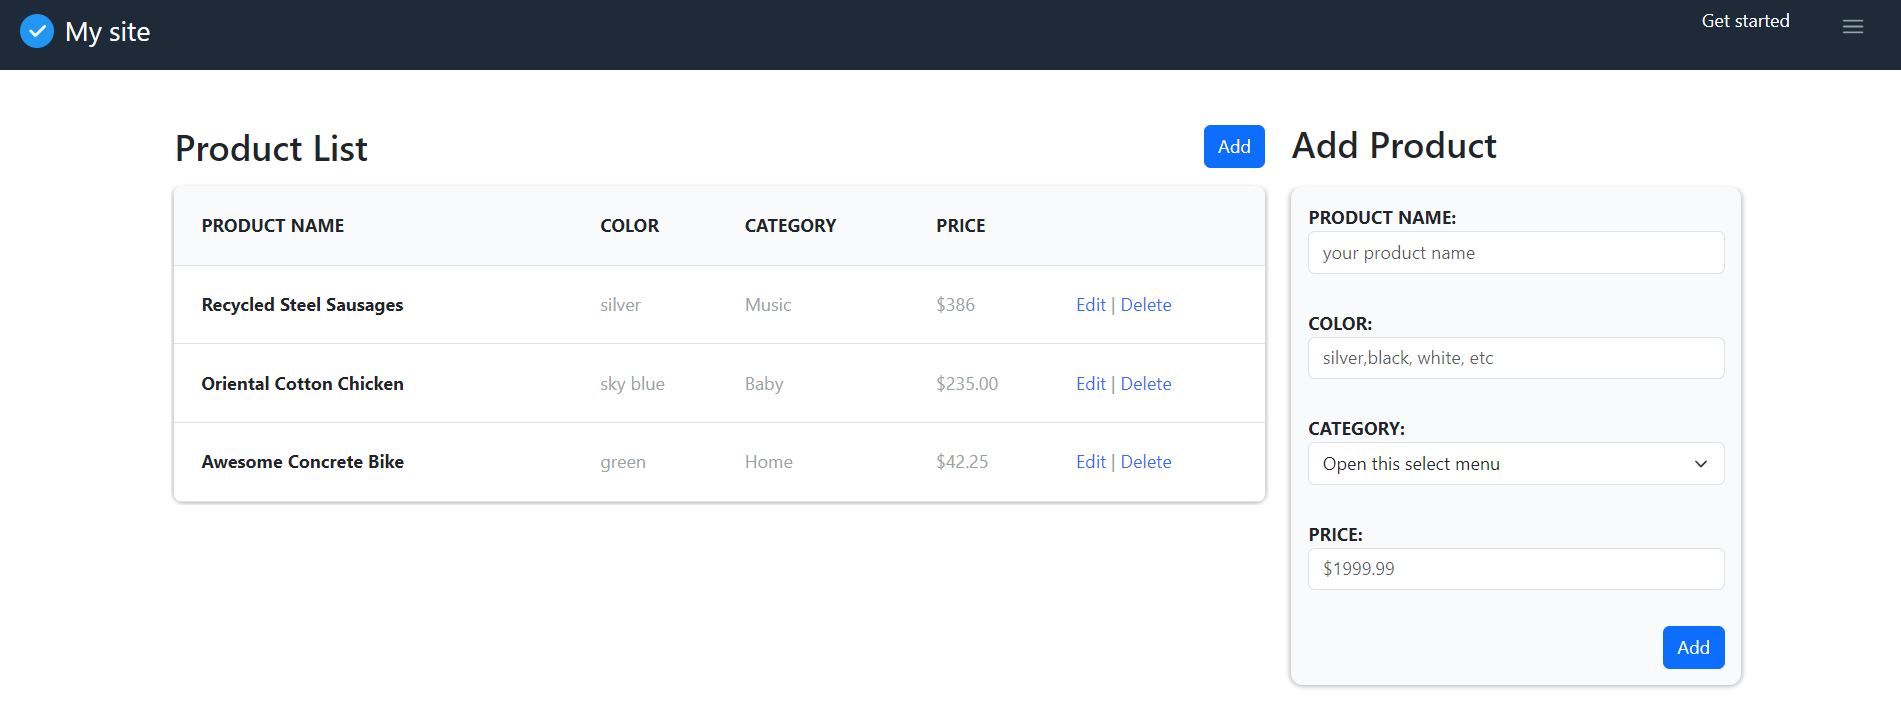 My site
Get started
Product List
Add
PRODUCT NAME COLOR CATEGORY PRICE
Recycled Steel Sausages silver Music $386 Edit | Delete
Oriental Cotton Chicken sky blue Baby $235.00 Edit | Delete
Awesome Concrete Bike green Home $42.25 Edit | Delete
Add Product
PRODUCT NAME:
your product name
COLOR:
silver,black, white, etc
CATEGORY:
Open this select menu
PRICE:
$1999.99
Add